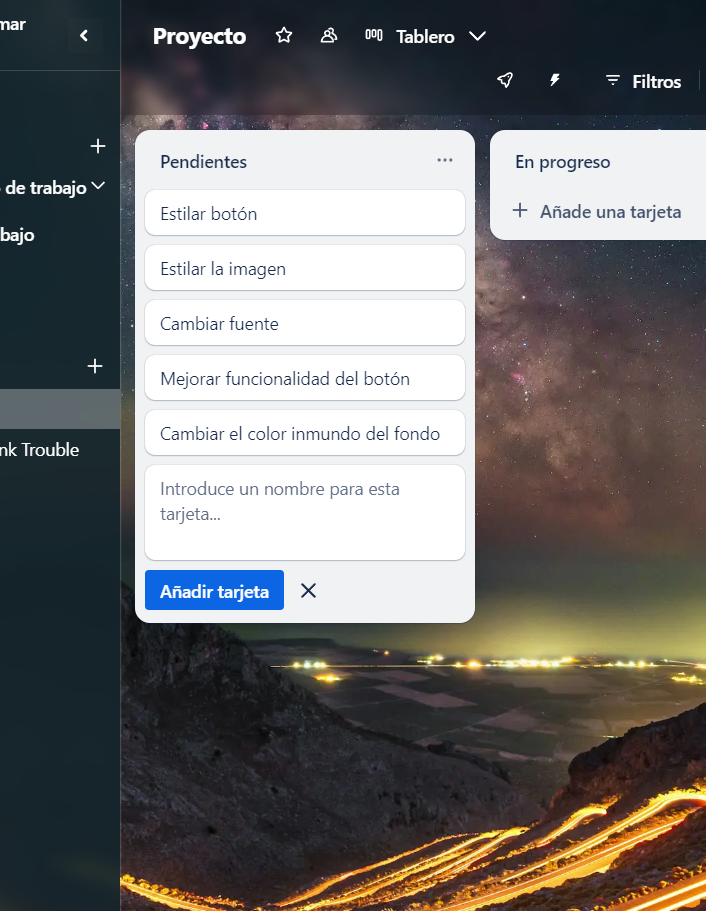 mar
Proyecto
Tablero
Filtros
de trabajo
bajo
nk Trouble
Pendientes
Estilar botón
Estilar la imagen
Cambiar fuente
Mejorar funcionalidad del botón
Cambiar el color inmundo del fondo
Introduce un nombre para esta
tarjeta...
Añadir tarjeta
En progreso
Añade una tarjeta